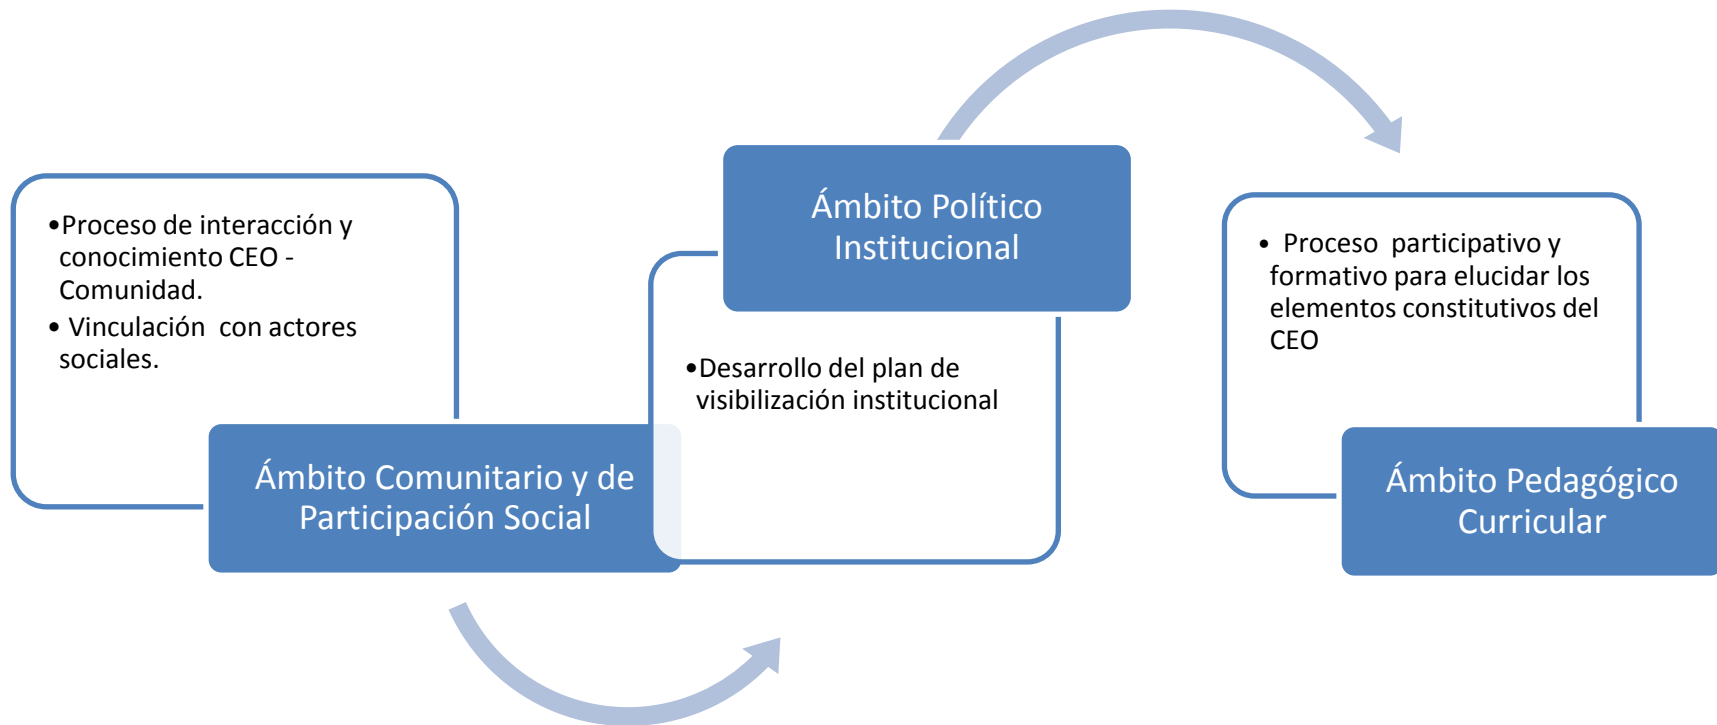 •Proceso de interacción y
conocimiento CEO -
Comunidad.
• Vinculación con actores
sociales.
Ámbito Comunitario y de
Participación Social
Ámbito Político
Institucional
•Desarrollo del plan de
visibilización institucional
• Proceso participativo y
formativo para elucidar los
elementos constitutivos del
CEO
Ámbito Pedagógico
Curricular